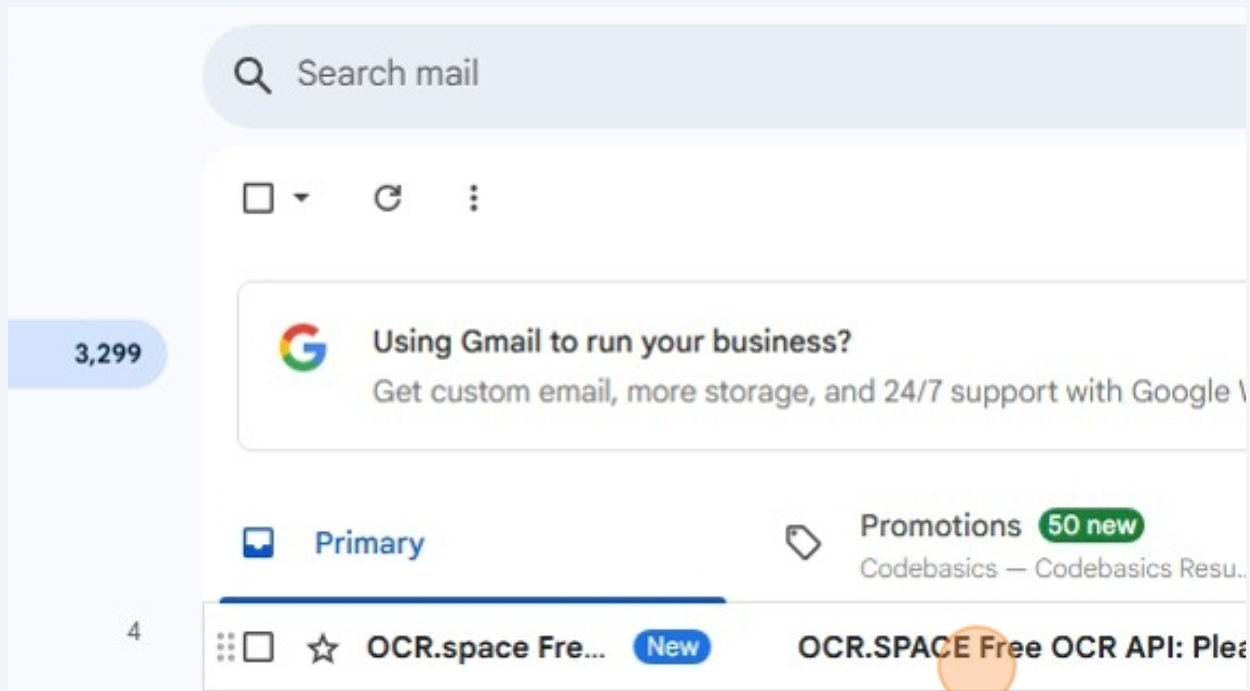 Search mail
3,299
Using Gmail to run your business?
Get custom email, more storage, and 24/7 support with Google
Primary
Promotions 50 new
Codebasics — Codebasics Resu...
4
OCR.space Fre... New OCR.SPACE Free OCR API: